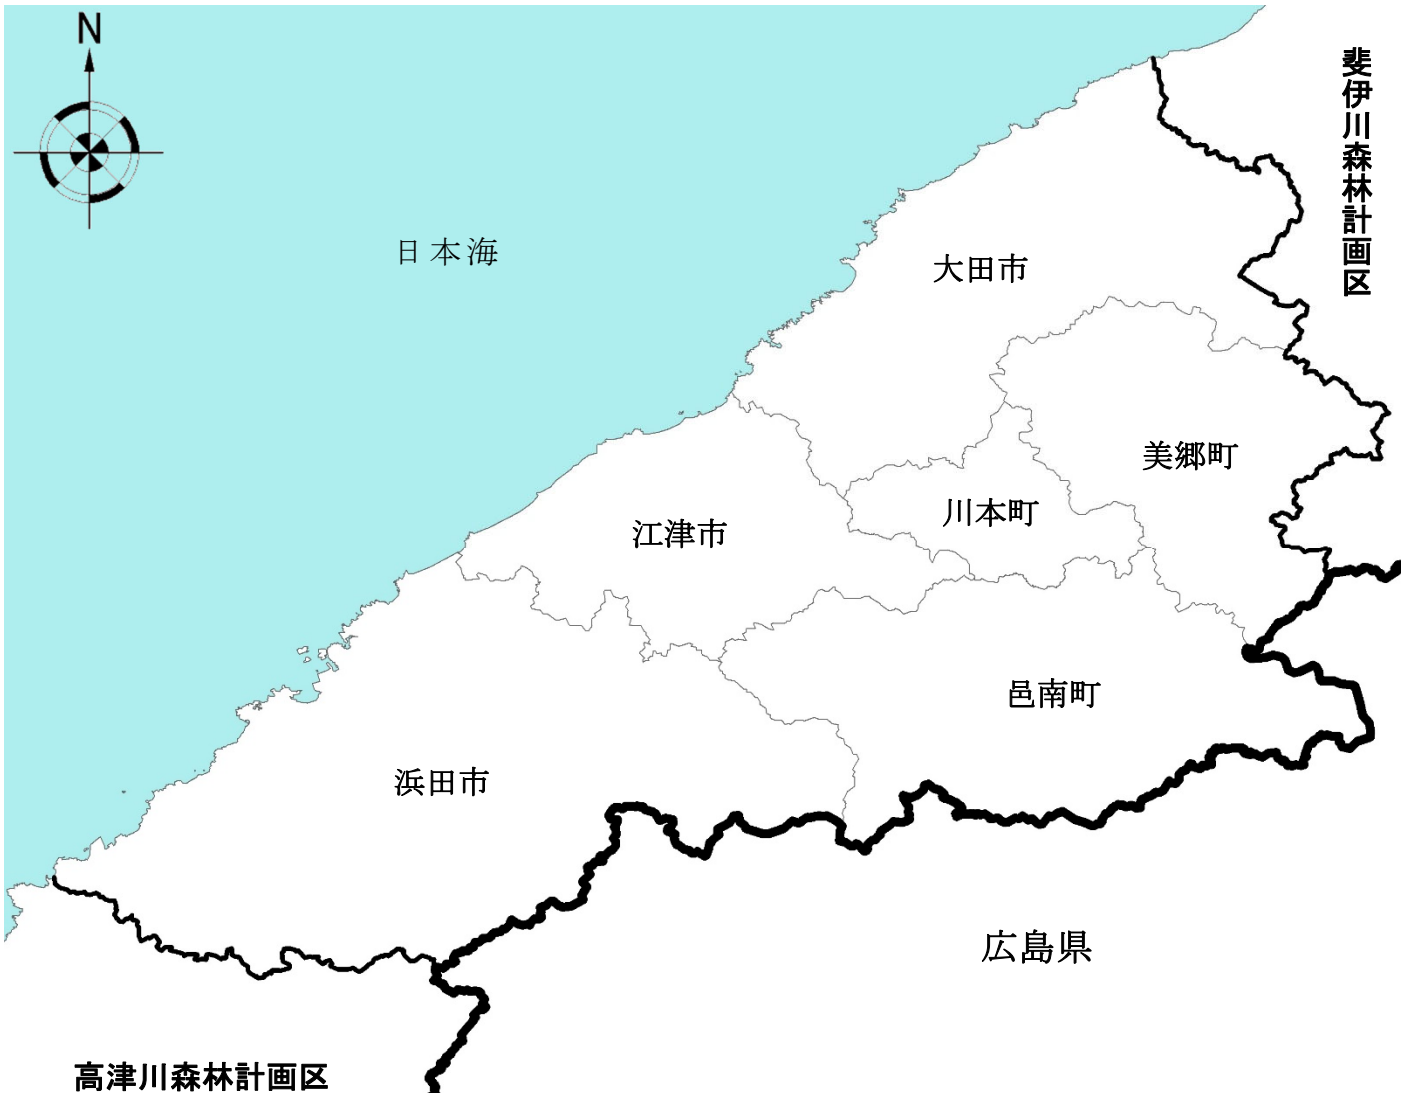 N
斐伊川森林計画区
日本海
大田市
美郷町
川本町
江津市
邑南町
浜田市
広島県
高津川森林計画区